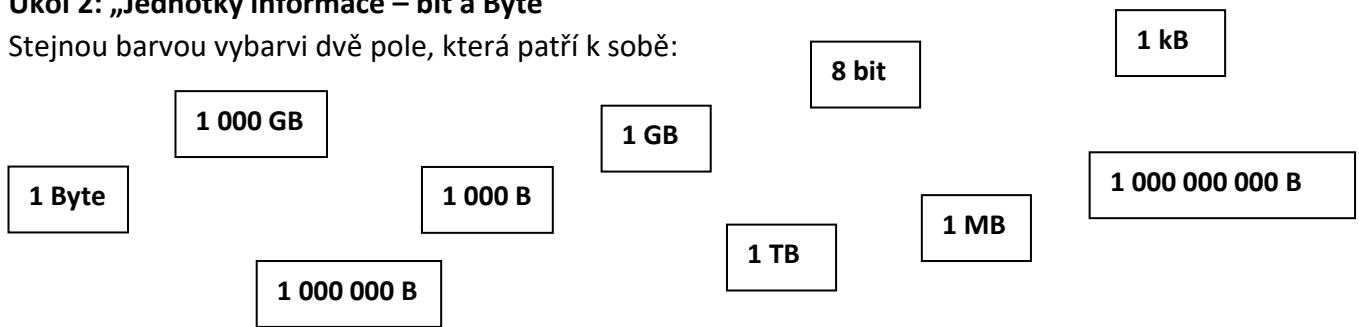 Úkol 2: „Jednotky informace – bit a Byte“
Stejnou barvou vybarvi dvě pole, která patří k sobě:
1 kB
8 bit
1 000 GB
1 GB
1 Byte
1 000 B
1 000 000 000 B
1 MB
1 TB
1 000 000 B